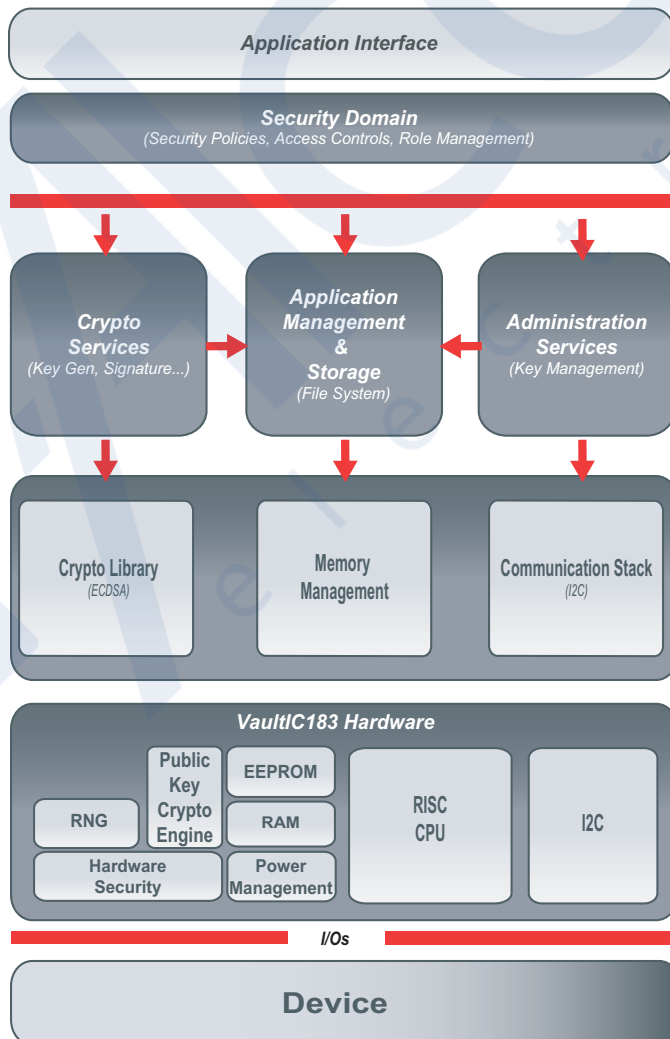 Application Interface
Security Domain
(Security Policies, Access Controls, Role Management)
Crypto
Services
(Key Gen, Signature...)
Application
Management
&
Storage
(File System)
Administration
Services
(Key Management)
Crypto Library
(ECDSA)
Memory
Management
Communication Stack
(I2C)
VaultIC183 Hardware
RNG
Public
Key
Crypto
Engine
EEPROM
RAM
Hardware
Security
Power
Management
RISC
CPU
I2C
I/Os
Device